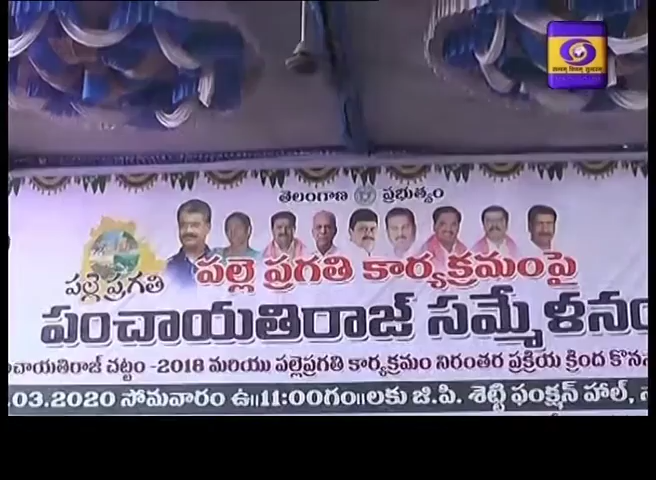 తెలంగాణ ప్రభుత్వం
పల్లె ప్రగతి కార్యక్రమంపై
పల్లె ప్రగతి
పంచాయతిరాజ్ సమ్మేళనం
చాయతిరాజ్ చట్టం -2018 మరియు పల్లెప్రగతి కార్యక్రమం నిరంతర ప్రక్రియ క్రింద కొనస
.03.2020 సోమవారం ఉ॥11:00గం॥లకు జి.పి. శెట్టి ఫంక్షన్ హాల్,